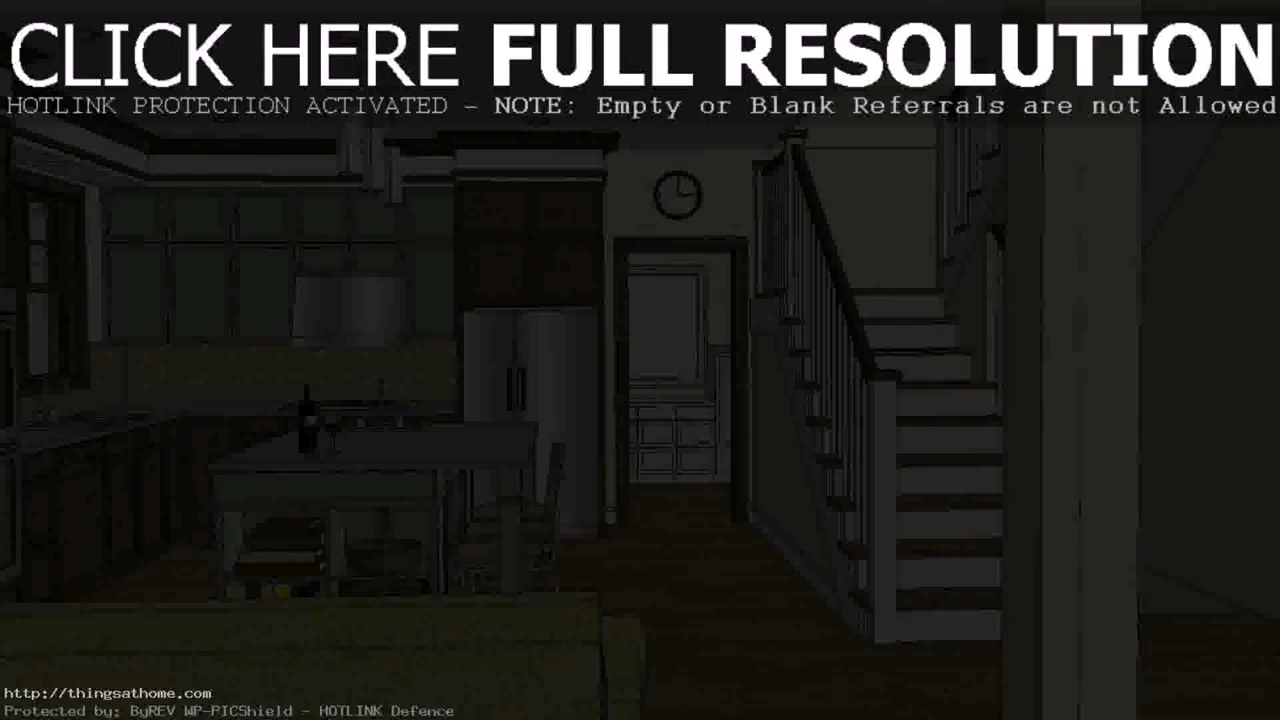 CLICK HERE FULL RESOLUTION
HOTLINK PROTECTION ACTIVATED – NOTE: Empty or Blank Referrals are not Allowed
http://thingsathome.com
Protected by: ByREV WP-PICShield – HOTLINK Defence